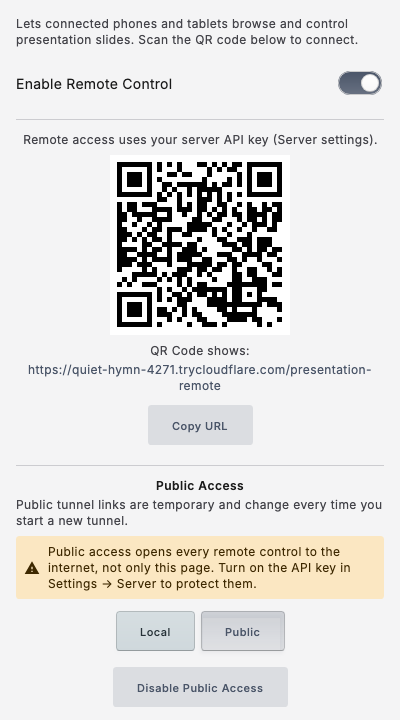 Lets connected phones and tablets browse and control
presentation slides. Scan the QR code below to connect.
Enable Remote Control
Remote access uses your server API key (Server settings).
QR Code shows:
https://quiet-hymn-4271.trycloudflare.com/presentation-
remote
Copy URL
Public Access
Public tunnel links are temporary and change every time you
start a new tunnel.
Public access opens every remote control to the
internet, not only this page. Turn on the API key in
Settings → Server to protect them.
Local
Public
Disable Public Access